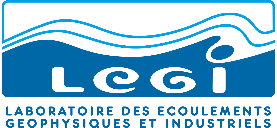 LEGI
LABORATOIRE DES ECOULEMENTS
GEOPHYSIQUES ET INDUSTRIELS